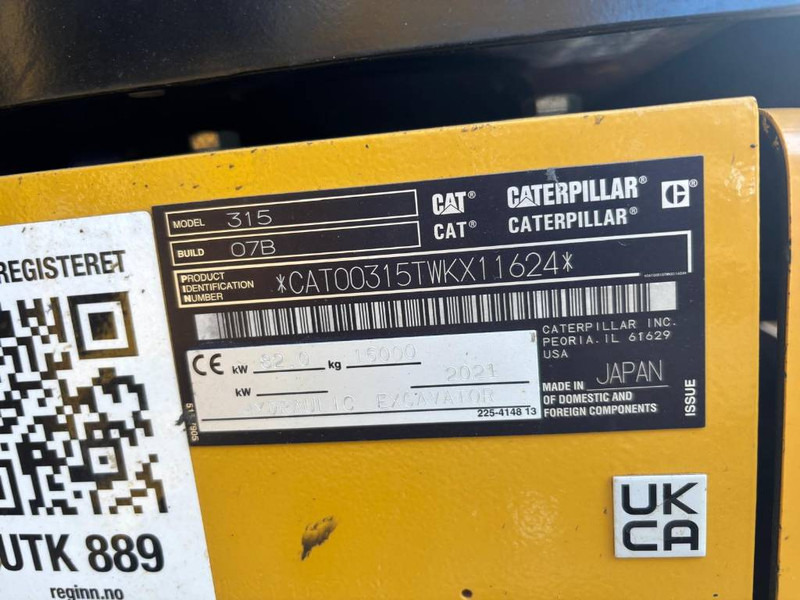 REGISTERET
UTK 889
reginn.no
MODEL 315
BUILD 07B
CAT® CATERPILLAR®
CAT® CATERPILLAR®
PRODUCT IDENTIFICATION NUMBER
*CAT00315TWKX11624*
CATERPILLAR INC.
PEORIA. IL 61629
USA
CE kW 82.0 kg 15000
kW 2021
HYDRAULIC EXCAVATOR
225-4148 13
MADE IN JAPAN
OF DOMESTIC AND
FOREIGN COMPONENTS
ISSUE
UK
CA